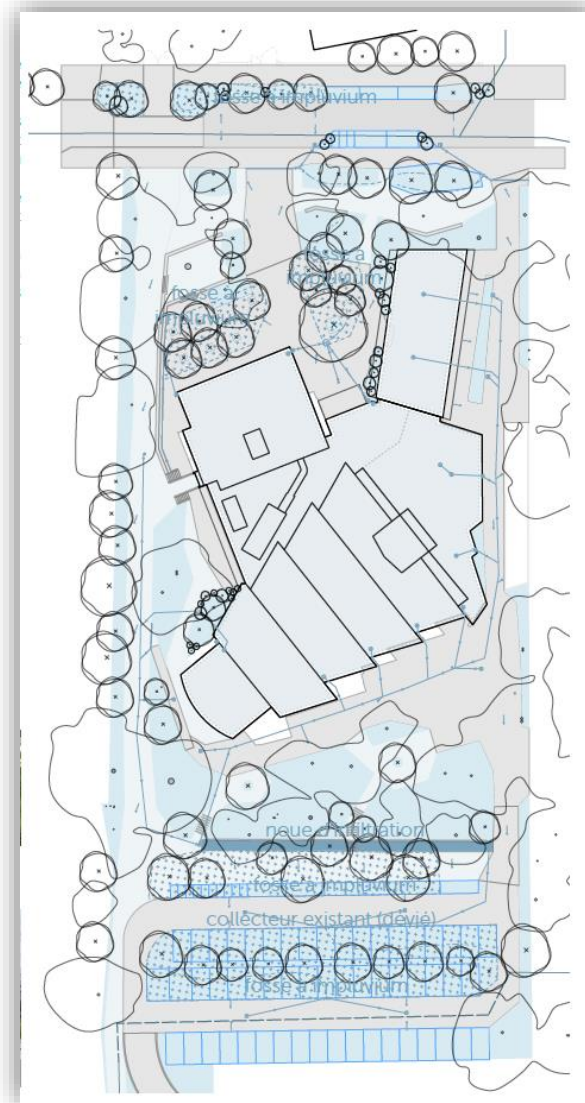 fosse à impluvium
fosse à
impluvium
fosse à
impluvium
noue d'infiltration
fosse à impluvium
collecteur existant (dévié)
fosse à impluvium